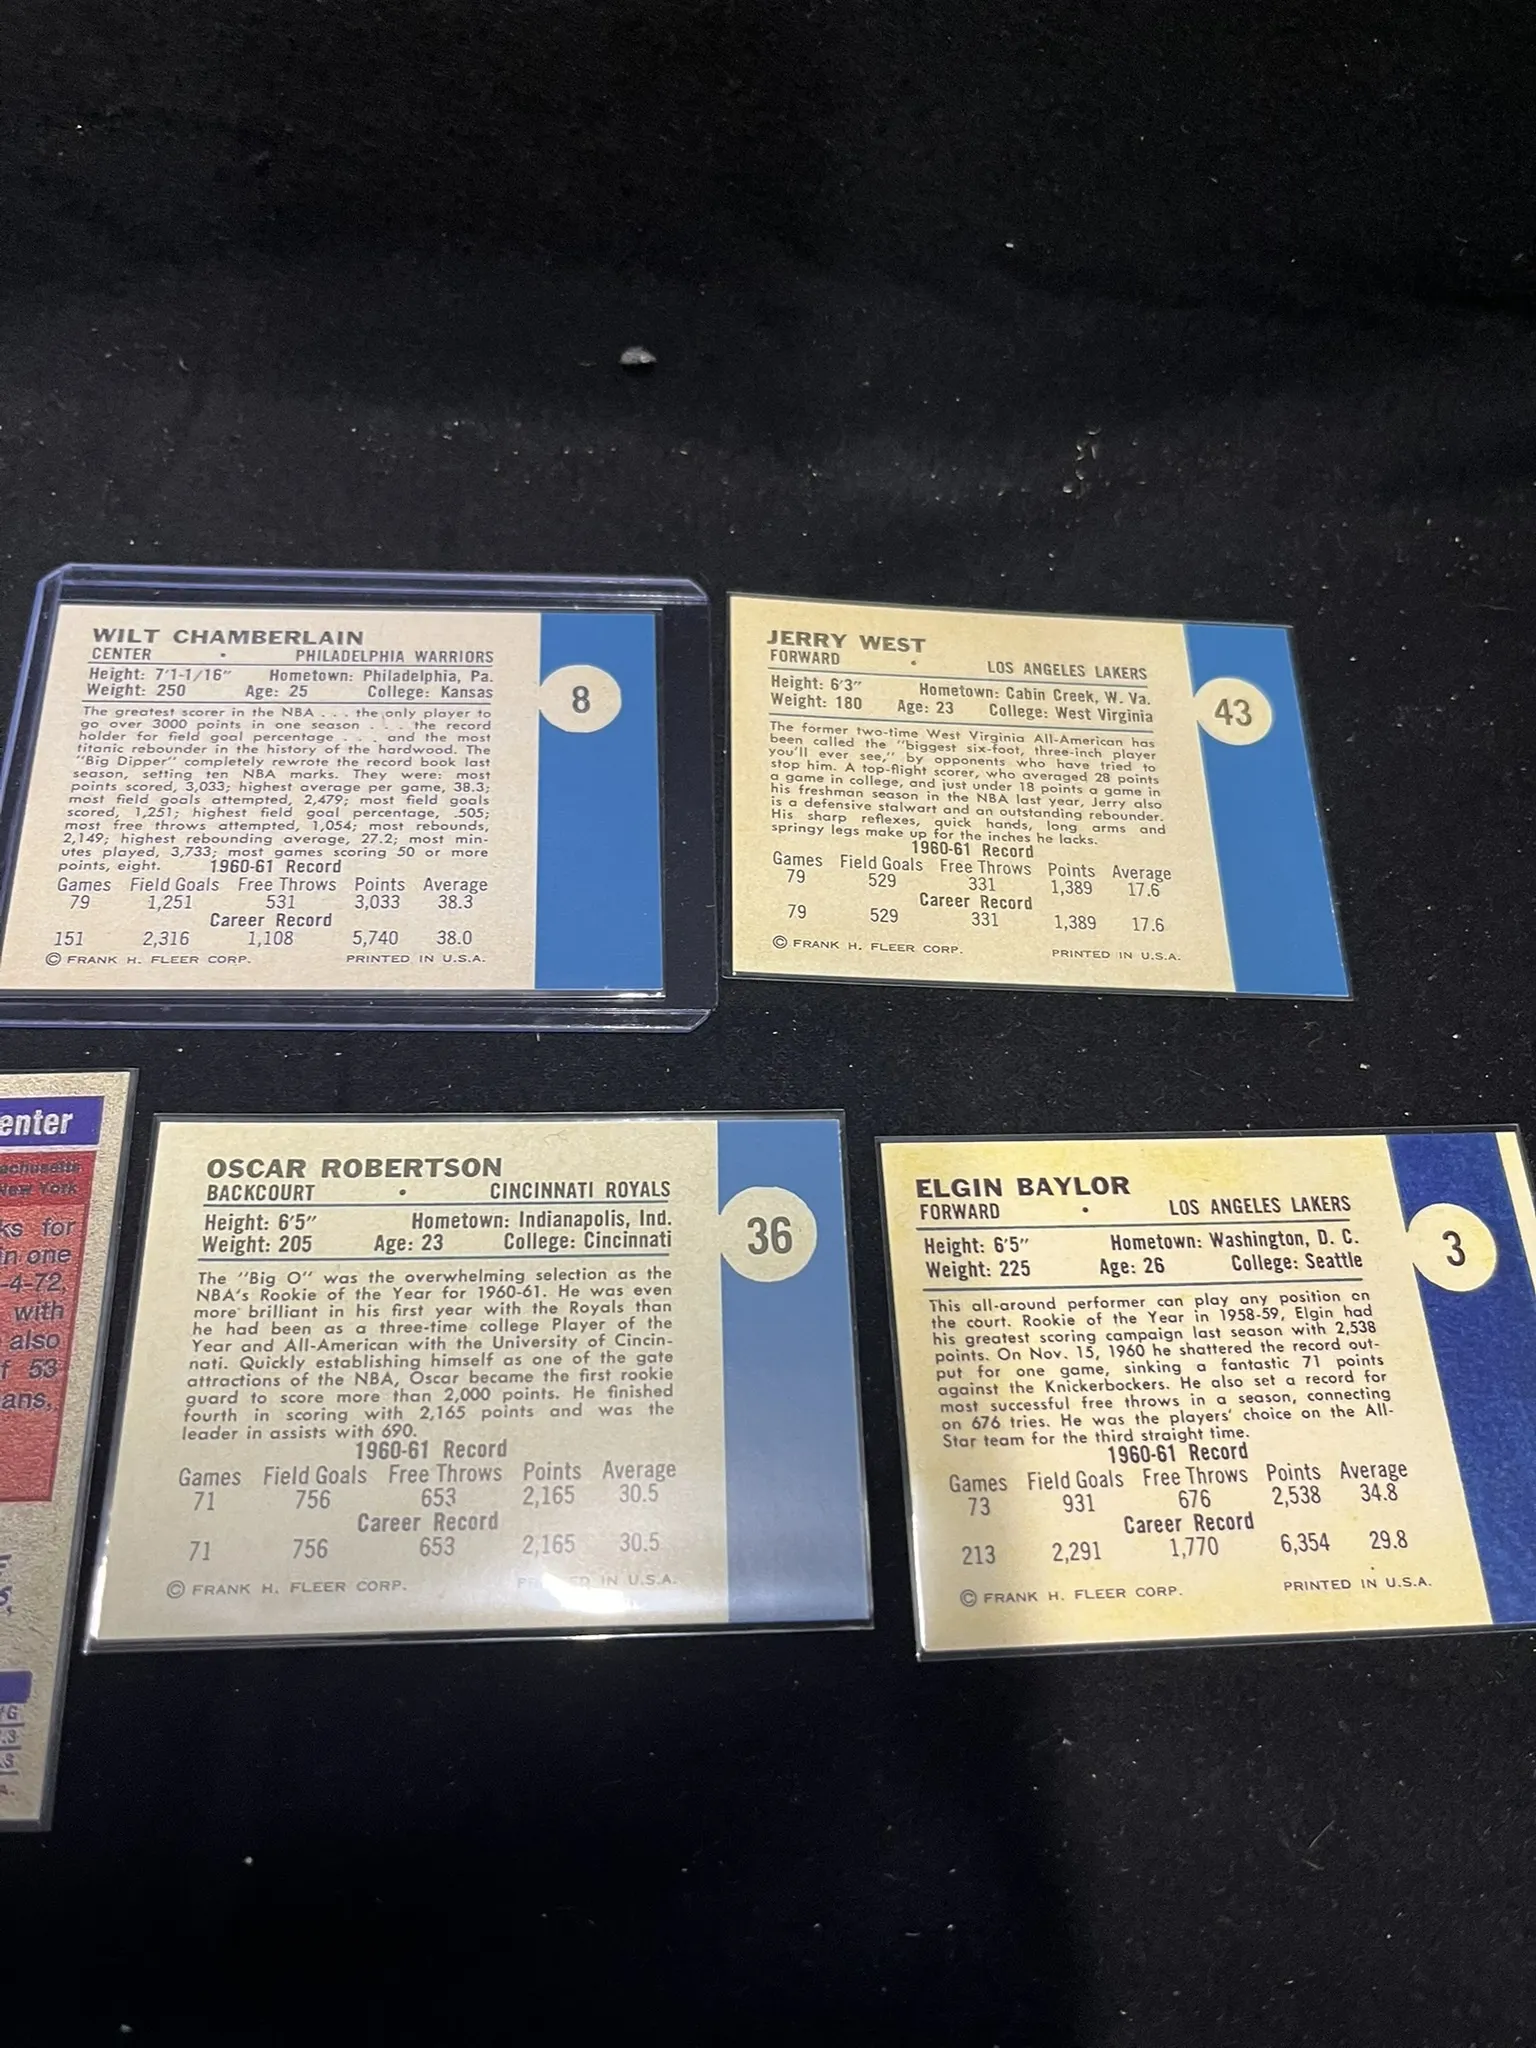 WILT CHAMBERLAIN
CENTER • PHILADELPHIA WARRIORS
Height: 7'1-1/16" Hometown: Philadelphia, Pa.
Weight: 250 Age: 25 College: Kansas
8
The greatest scorer in the NBA . . . the only player to
go over 3000 points in one season . . . . the record
holder for field goal percentage . . . and the most
titanic rebounder in the history of the hardwood. The
"Big Dipper" completely rewrote the record book last
season, setting ten NBA marks. They were: most
points scored, 3,033; highest average per game, 38.3;
most field goals attempted, 2,479; most field goals
scored, 1,251; highest field goal percentage, .505;
most free throws attempted, 1,054; most rebounds,
2,149; highest rebounding average, 27.2; most min-
utes played, 3,733; most games scoring 50 or more
points, eight. 1960-61 Record
Games Field Goals Free Throws Points Average
79 1,251 531 3,033 38.3
Career Record
151 2,316 1,108 5,740 38.0
© FRANK H. FLEER CORP. PRINTED IN U.S.A.
JERRY WEST
FORWARD • LOS ANGELES LAKERS
Height: 6'3" Hometown: Cabin Creek, W. Va.
Weight: 180 Age: 23 College: West Virginia
43
The former two-time West Virginia All-American has
been called the "biggest six-foot, three-inch player
you'll ever see," by opponents who have tried to
stop him. A top-flight scorer, who averaged 28 points
a game in college, and just under 18 points a game in
his freshman season in the NBA last year, Jerry also
is a defensive stalwart and an outstanding rebounder.
His sharp reflexes, quick hands, long arms and
springy legs make up for the inches he lacks.
1960-61 Record
Games Field Goals Free Throws Points Average
79 529 331 1,389 17.6
Career Record
79 529 331 1,389 17.6
© FRANK H. FLEER CORP. PRINTED IN U.S.A.
enter
achusetts
New York
ks for
in one
-4-72,
with
also
f 53
ans,
OSCAR ROBERTSON
BACKCOURT • CINCINNATI ROYALS
Height: 6'5" Hometown: Indianapolis, Ind.
Weight: 205 Age: 23 College: Cincinnati
36
The "Big O" was the overwhelming selection as the
NBA's Rookie of the Year for 1960-61. He was even
more brilliant in his first year with the Royals than
he had been as a three-time college Player of the
Year and All-American with the University of Cincin-
nati. Quickly establishing himself as one of the gate
attractions of the NBA, Oscar became the first rookie
guard to score more than 2,000 points. He finished
fourth in scoring with 2,165 points and was the
leader in assists with 690.
1960-61 Record
Games Field Goals Free Throws Points Average
71 756 653 2,165 30.5
Career Record
71 756 653 2,165 30.5
© FRANK H. FLEER CORP. PRINTED IN U.S.A.
ELGIN BAYLOR
FORWARD • LOS ANGELES LAKERS
Height: 6'5" Hometown: Washington, D. C.
Weight: 225 Age: 26 College: Seattle
3
This all-around performer can play any position on
the court. Rookie of the Year in 1958-59, Elgin had
his greatest scoring campaign last season with 2,538
points. On Nov. 15, 1960 he shattered the record out-
put for one game, sinking a fantastic 71 points
against the Knickerbockers. He also set a record for
most successful free throws in a season, connecting
on 676 tries. He was the players' choice on the All-
Star team for the third straight time.
1960-61 Record
Games Field Goals Free Throws Points Average
73 931 676 2,538 34.8
Career Record
213 2,291 1,770 6,354 29.8
© FRANK H. FLEER CORP. PRINTED IN U.S.A.